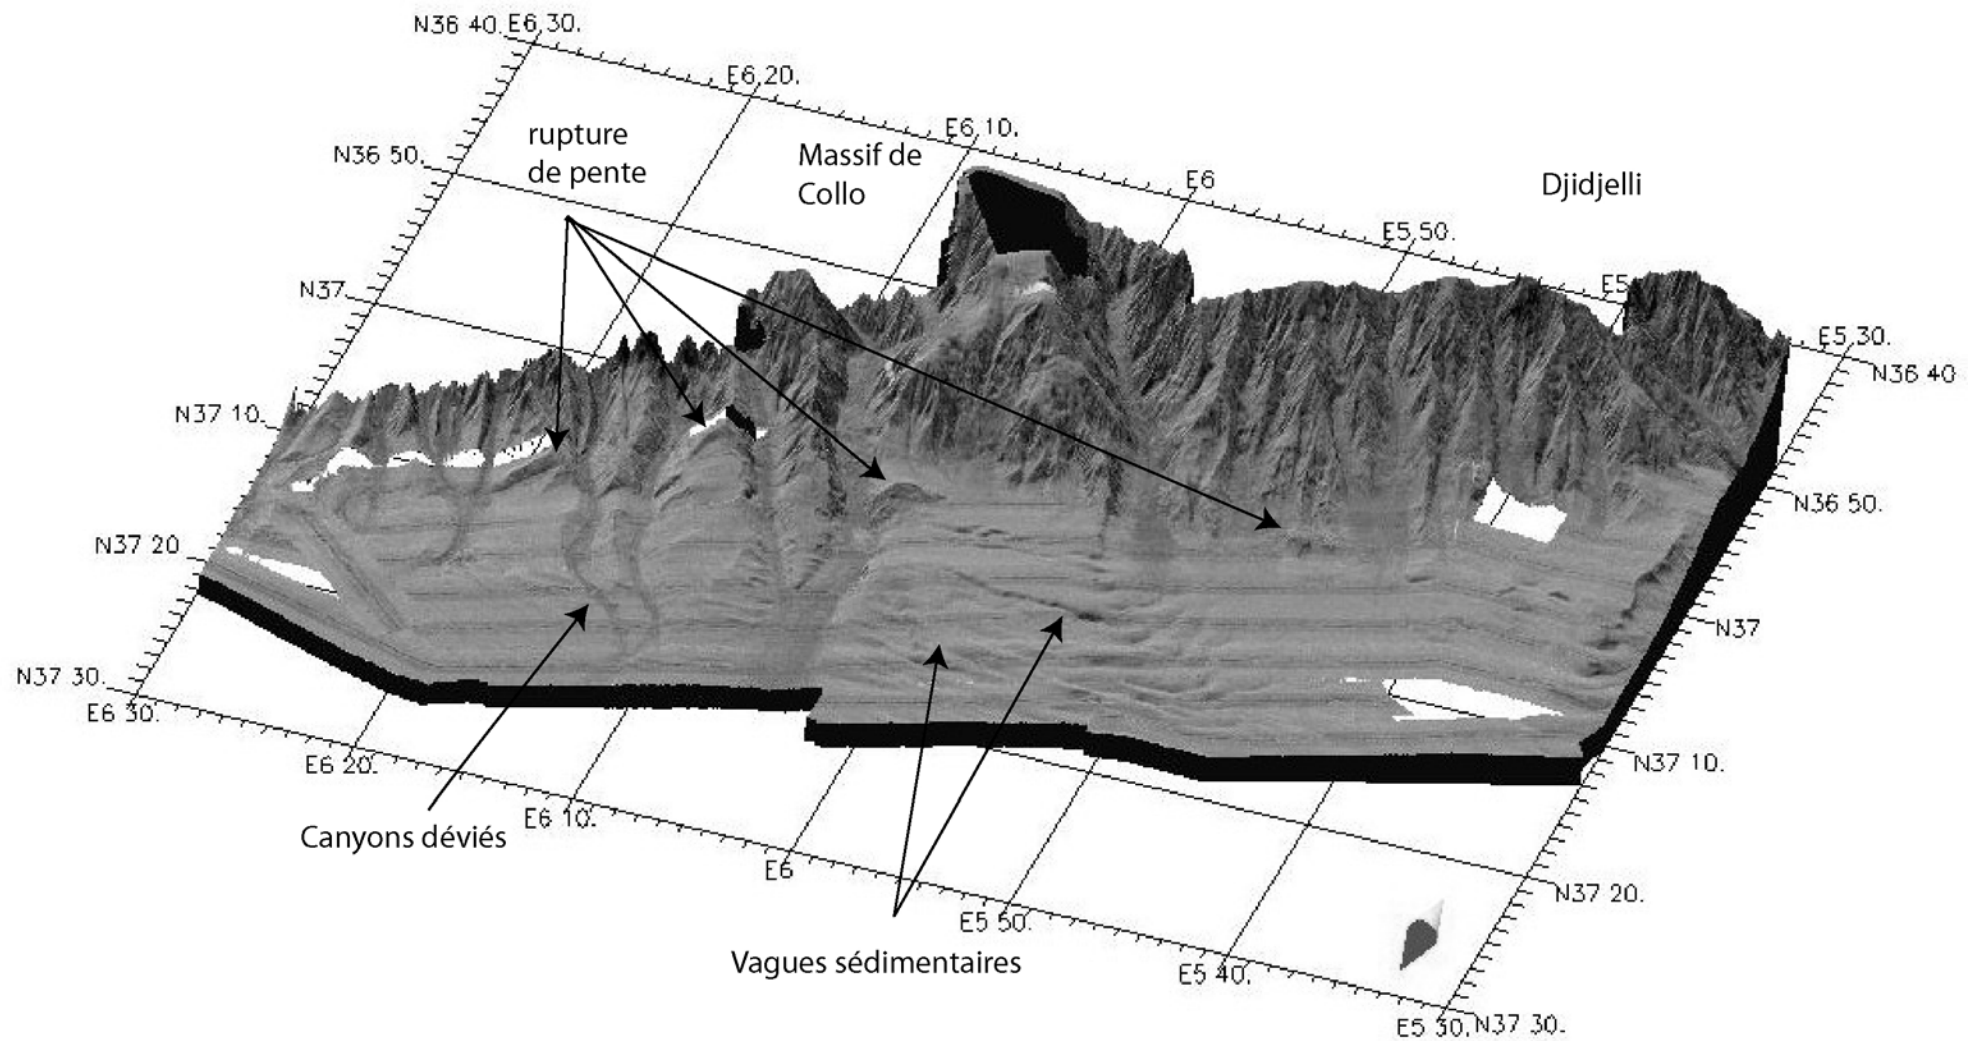 N36 40.
E6 30.
E6 20.
E6 10.
E6
E5 50.
E5
E5 30.
N36 40
N36 50.
N37
N37 10.
N37 20
N37 30.
E6 30.
E6 20.
E6 10.
E6
E5 50.
E5 40.
E5 30.
N37 30.
N37 20.
N37 10.
N37
N36 50.
rupture
de pente
Massif de
Collo
Djidjelli
Canyons déviés
Vagues sédimentaires